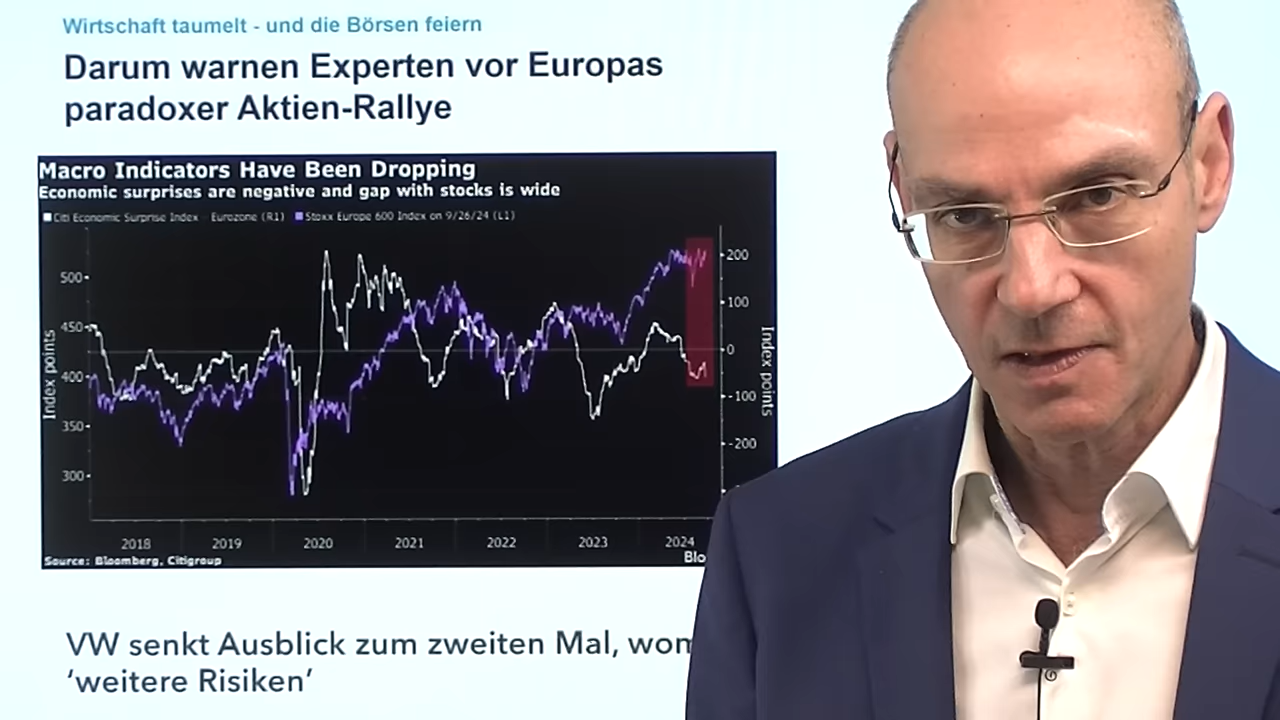 Wirtschaft taumelt - und die Börsen feiern
Darum warnen Experten vor Europas
paradoxer Aktien-Rallye
Macro Indicators Have Been Dropping
Economic surprises are negative and gap with stocks is wide
Citi Economic Surprise Index - Eurozone (R1) Stoxx Europe 600 Index on 9/26/24 (L1)
500
450
400
350
300
Index points
200
100
0
-100
-200
Index points
2018 2019 2020 2021 2022 2023 2024
Source: Bloomberg, Citigroup
Blo
VW senkt Ausblick zum zweiten Mal, wom
'weitere Risiken'